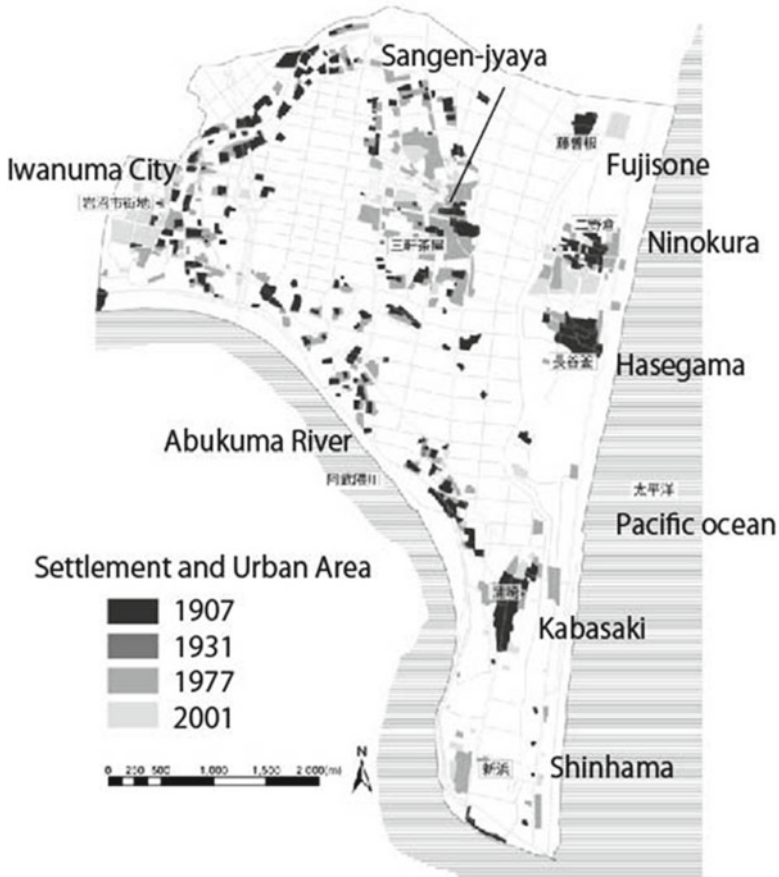 Sangen-jyaya
Iwanuma City
岩沼市街地
藤曽根
Fujisone
二野倉
Ninokura
三軒茶屋
長谷釜
Hasegama
Abukuma River
阿武隈川
太平洋
Pacific ocean
Settlement and Urban Area
1907
1931
1977
2001
蒲崎
Kabasaki
0 250 500 1,000 1,500 2,000(m)
N
新浜
Shinhama